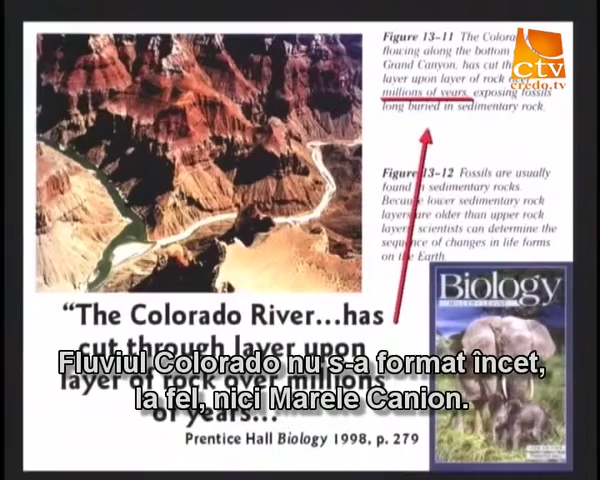 Figure 13–11 The Colora
flowing along the bottom
Grand Canyon, has cut th
layer upon layer of rock over
millions of years, exposing fossils
long buried in sedimentary rock.
ctv
credo.tv
Figure 13–12 Fossils are usually
found in sedimentary rocks.
Because lower sedimentary rock
layers are older than upper rock
layers, scientists can determine the
sequence of changes in life forms
on Earth.
Biology
MILLER • LEVINE
“The Colorado River...has
cut through layer upon
layer of rock over millions
of years...”
Fluviul Colorado nu s-a format încet,
la fel, nici Marele Canion.
Prentice Hall Biology 1998, p. 279